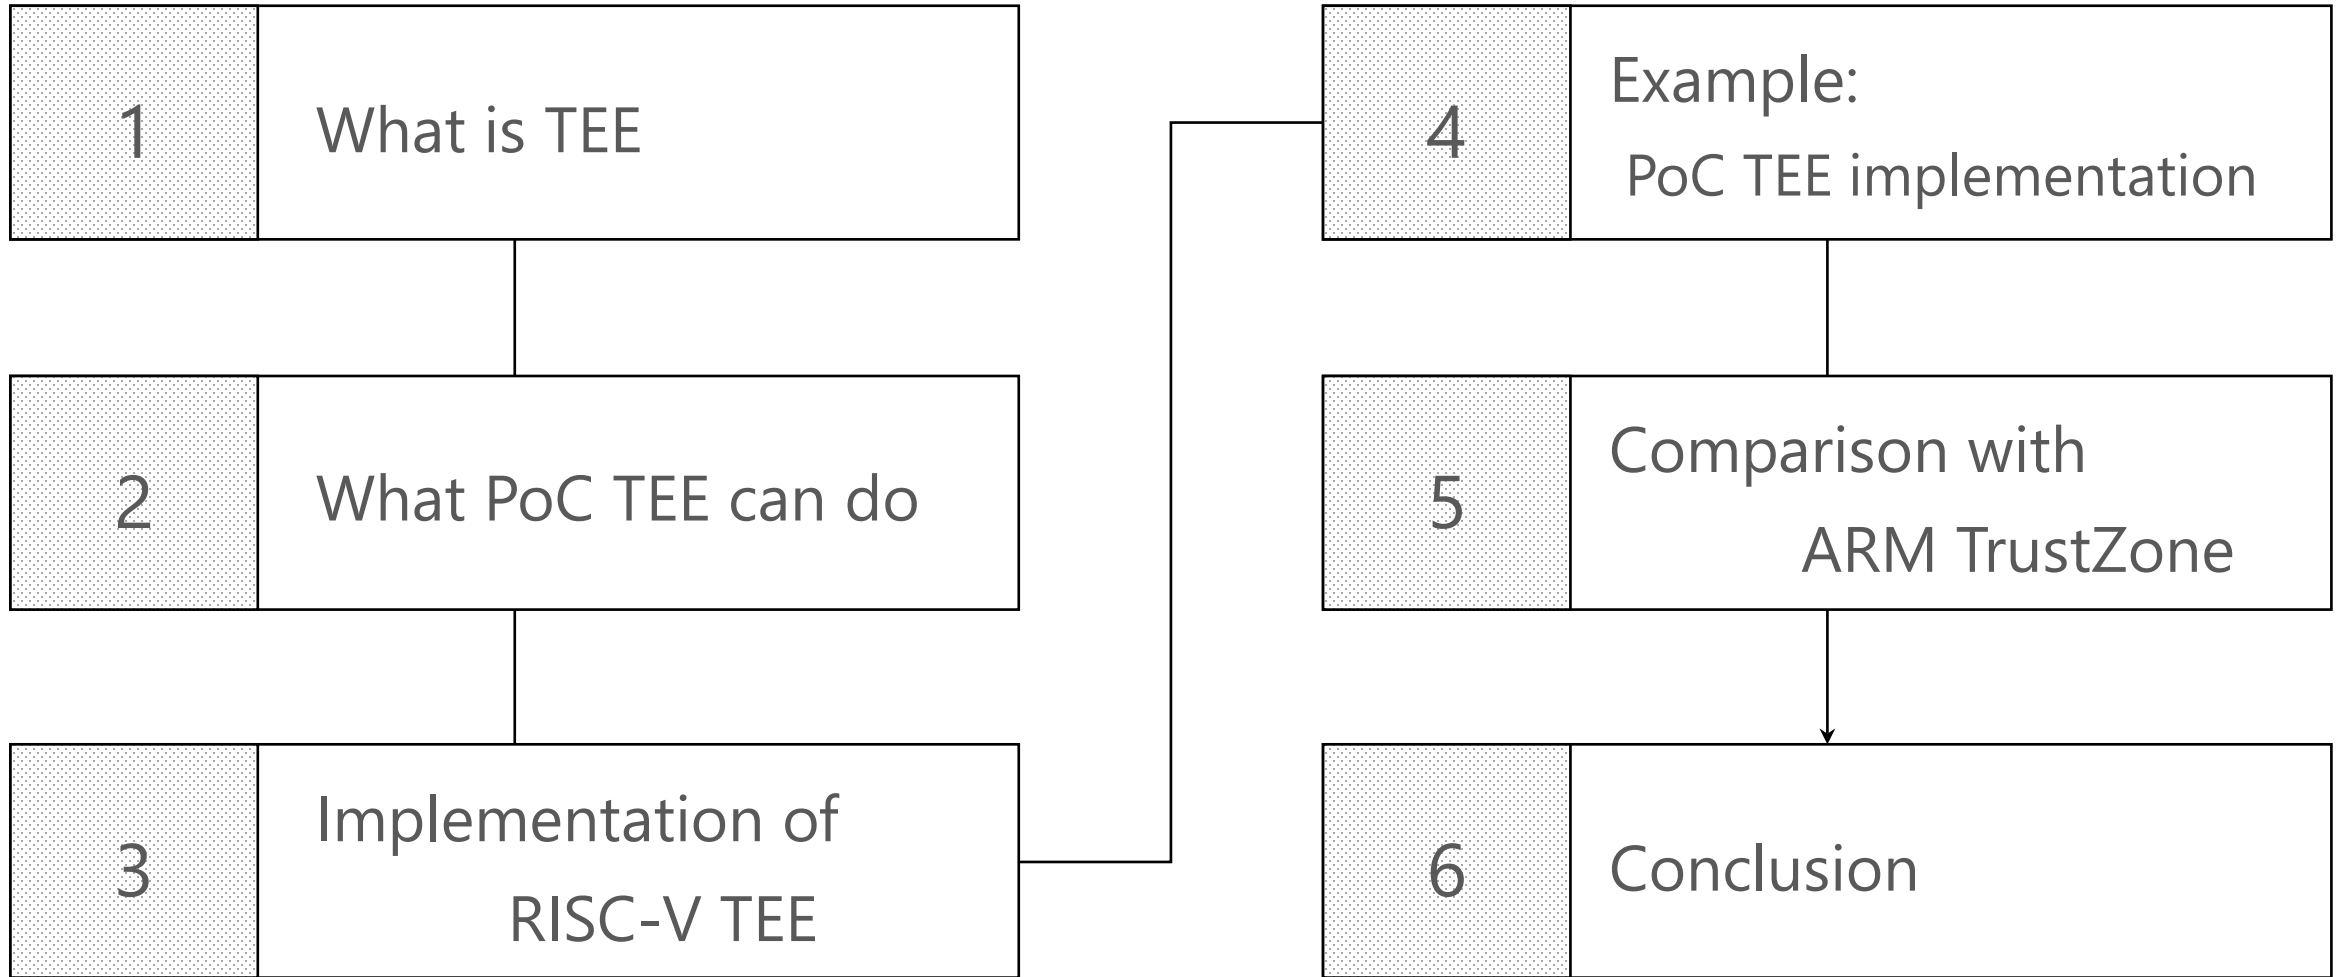 1
What is TEE
2
What PoC TEE can do
3
Implementation of
RISC-V TEE
4
Example:
PoC TEE implementation
5
Comparison with
ARM TrustZone
6
Conclusion